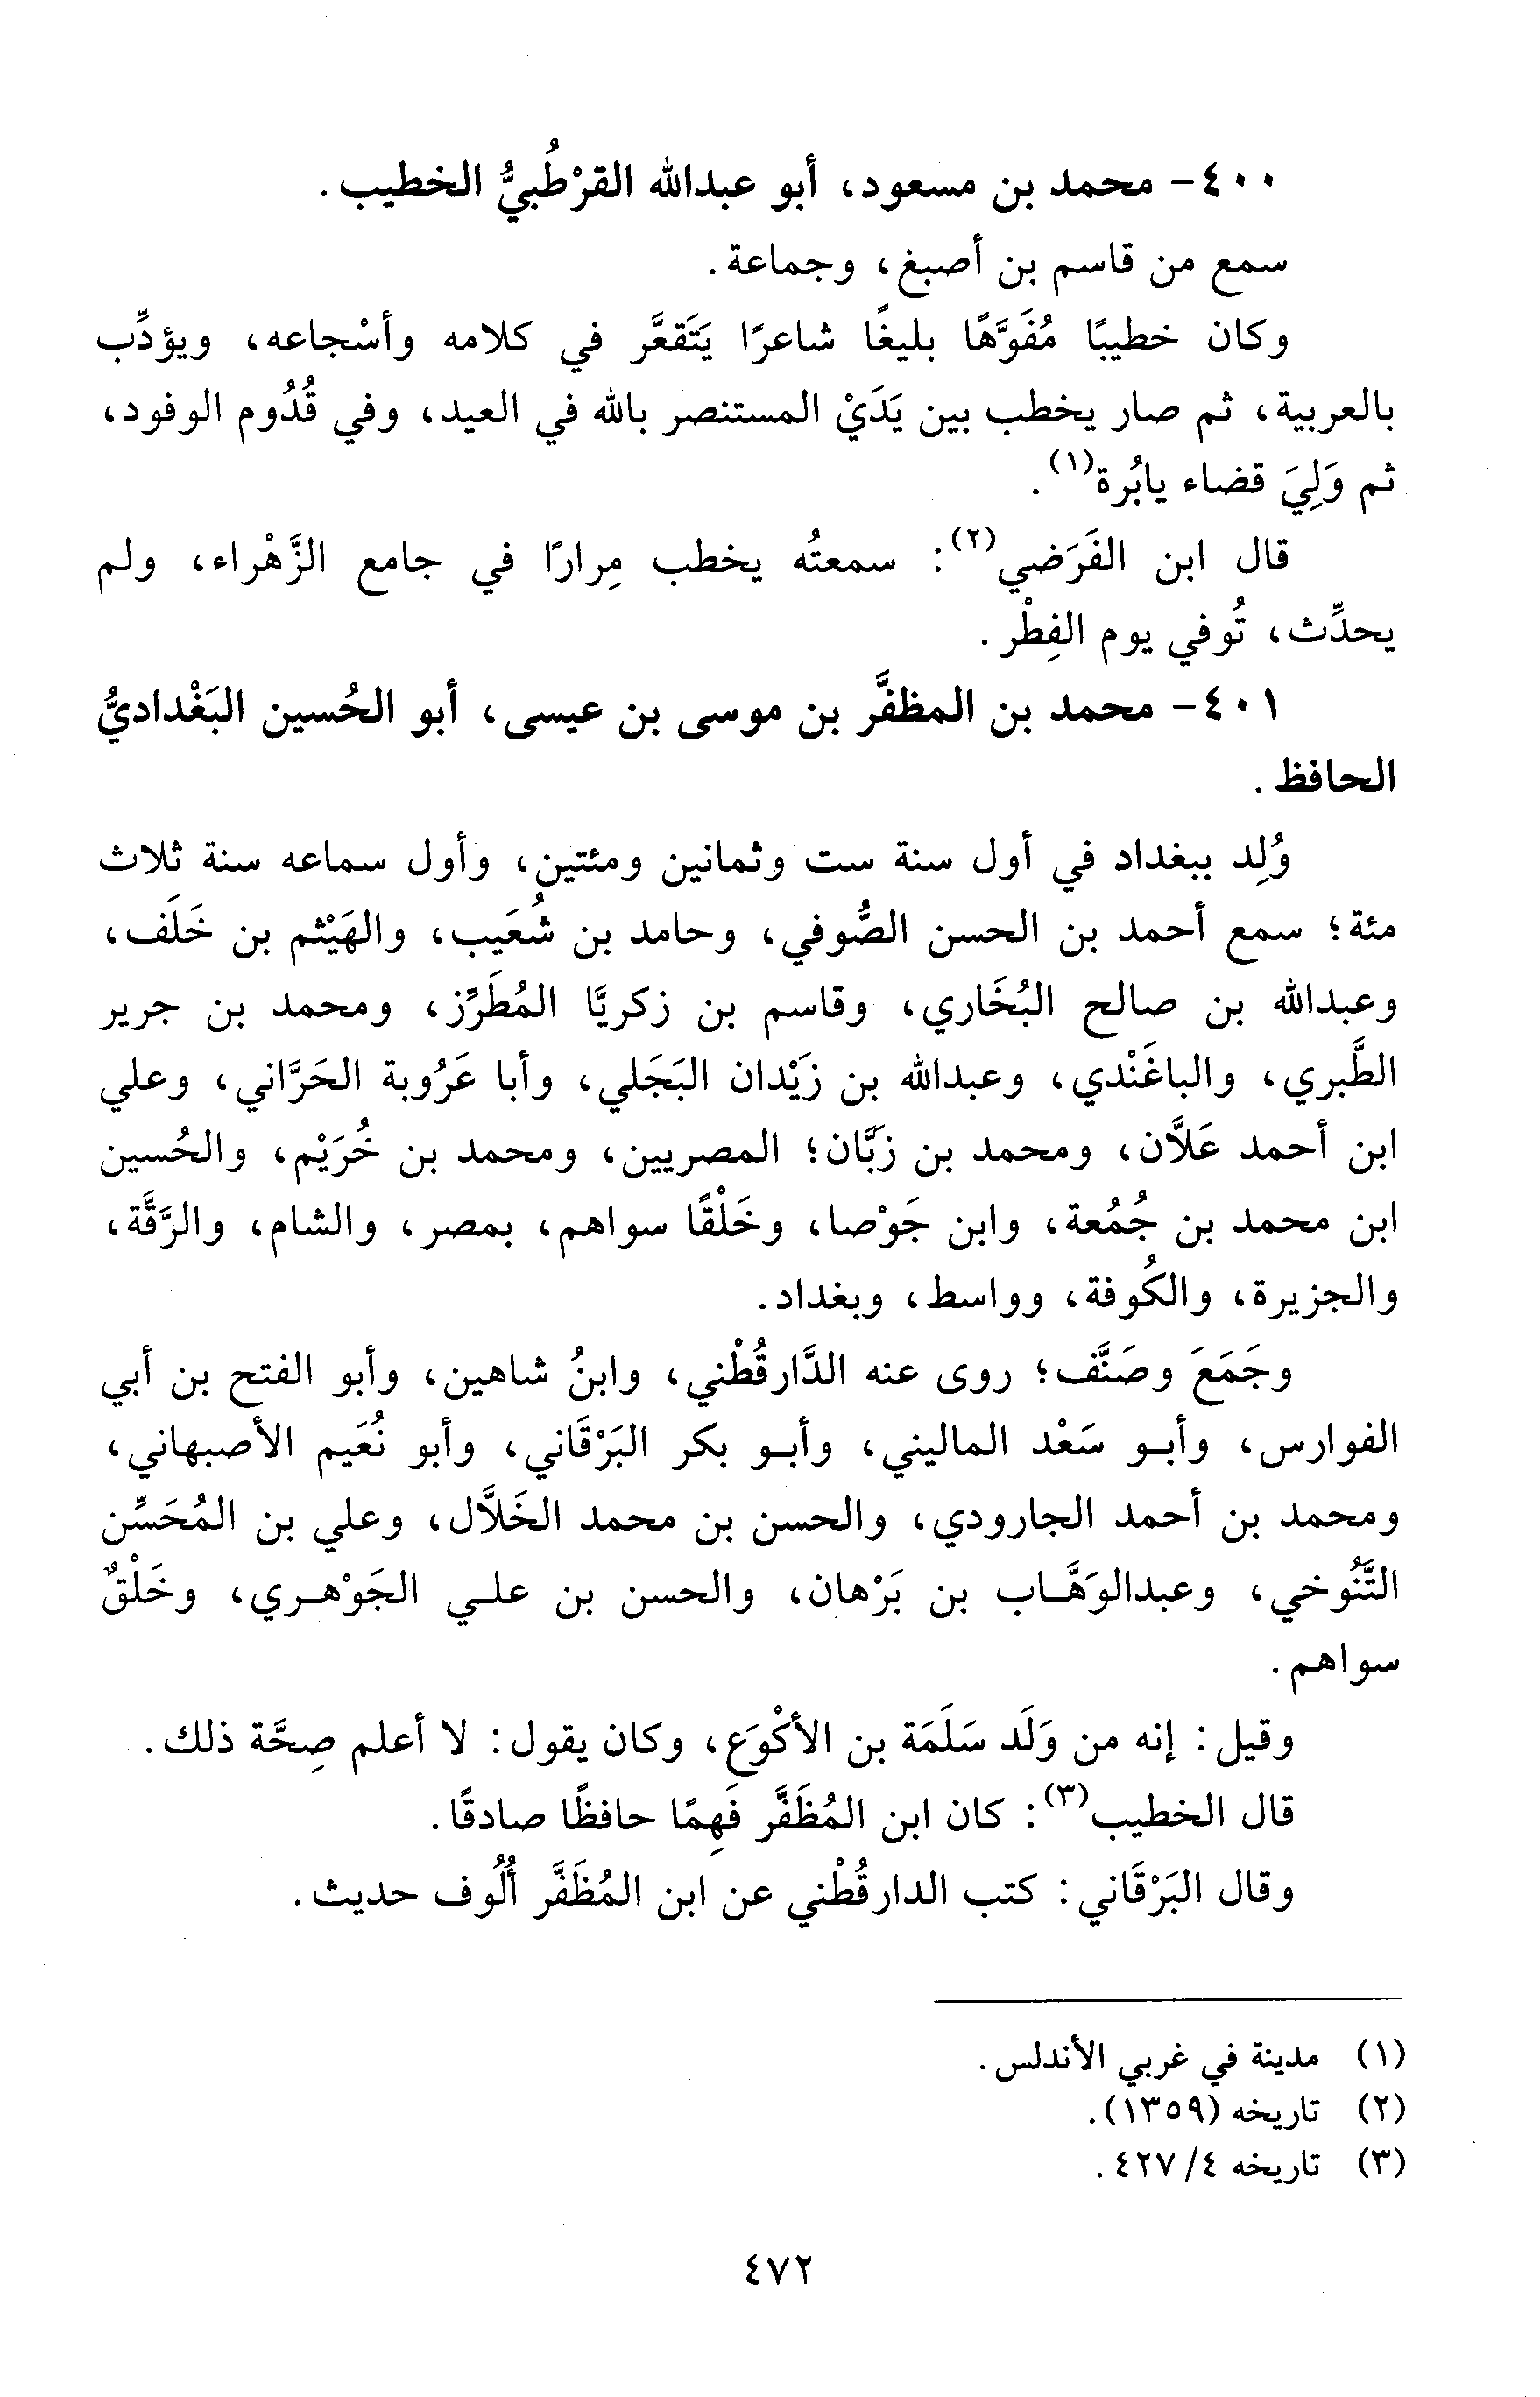 ٤٠٠- محمد بن مسعود، أبو عبدالله القرْطُبيُّ الخطيب.
سمع من قاسم بن أصبغ، وجماعة.
وكان خطيبًا مُفَوَّهًا بليغًا شاعرًا يَتَقعَّر في كلامه وأسْجاعه، ويؤدِّب
بالعربية، ثم صار يخطب بين يَدَيْ المستنصر بالله في العيد، وفي قُدُوم الوفود،
ثم وَلِيَ قضاء يابُرة(١).
قال ابن الفَرَضي(٢): سمعتُه يخطب مِرارًا في جامع الزَّهْراء، ولم
يحدِّث، تُوفي يوم الفِطْر.
٤٠١- محمد بن المظفَّر بن موسى بن عيسى، أبو الحُسين البَغْداديُّ
الحافظ.
وُلِد ببغداد في أول سنة ست وثمانين ومئتين، وأول سماعه سنة ثلاث
مئة؛ سمع أحمد بن الحسن الصُّوفي، وحامد بن شُعَيب، والهَيْثم بن خَلَف،
وعبدالله بن صالح البُخَاري، وقاسم بن زكريَّا المُطَرِّز، ومحمد بن جرير
الطَّبري، والباغَنْدي، وعبدالله بن زَيْدان البَجَلي، وأبا عَرُوبة الحَرَّاني، وعلي
ابن أحمد عَلاَّن، ومحمد بن زَبَّان؛ المصريين، ومحمد بن خُرَيْم، والحُسين
ابن محمد بن جُمُعة، وابن جَوْصا، وخَلْقًا سواهم، بمصر، والشام، والرَّقَّة،
والجزيرة، والكُوفة، وواسط، وبغداد.
وجَمَعَ وصَنَّف؛ روى عنه الدَّارقُطْني، وابنُ شاهين، وأبو الفتح بن أبي
الفوارس، وأبو سَعْد الماليني، وأبو بكر البَرْقَاني، وأبو نُعَيم الأصبهاني،
ومحمد بن أحمد الجارودي، والحسن بن محمد الخَلاَّل، وعلي بن المُحَسِّن
التَّنُوخي، وعبدالوَهَّاب بن بَرْهان، والحسن بن علي الجَوْهري، وخَلْقٌ
سواهم.
وقيل: إنه من وَلَد سَلَمَة بن الأكْوَع، وكان يقول: لا أعلم صِحَّة ذلك.
قال الخطيب(٣): كان ابن المُظَفَّر فَهِمًا حافظًا صادقًا.
وقال البَرْقَاني: كتب الدارقُطْني عن ابن المُظَفَّر أُلُوف حديث.
(١) مدينة في غربي الأندلس.
(٢) تاريخه (١٣٥٩).
(٣) تاريخه ٤/ ٤٢٧.
٤٧٢